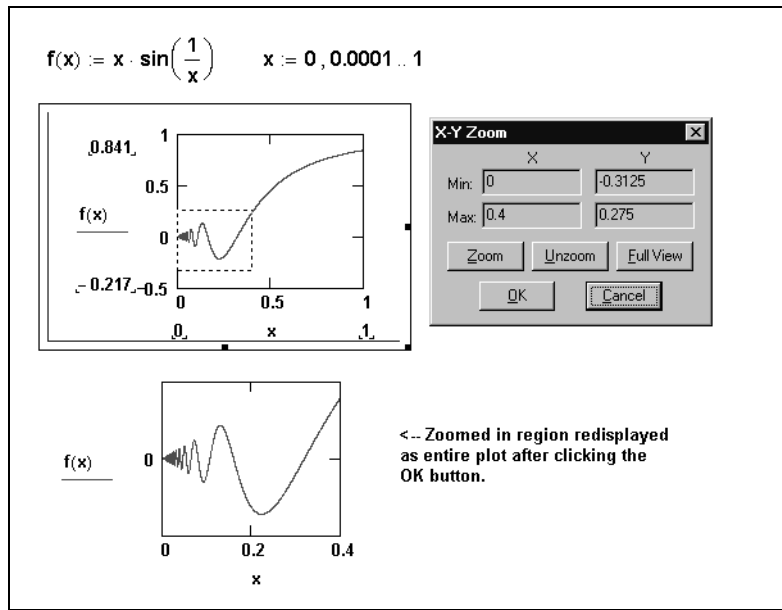 f(x) := x · sin(1/x) x := 0 , 0.0001 .. 1
0.841
f(x)
-0.217
1
0.5
0
-0.5
0 0.5 1
0 x 1
X-Y Zoom
X Y
Min: 0 -0.3125
Max: 0.4 0.275
Zoom Unzoom Full View
OK Cancel
f(x) 0
0 0.2 0.4
x
<-- Zoomed in region redisplayed
as entire plot after clicking the
OK button.